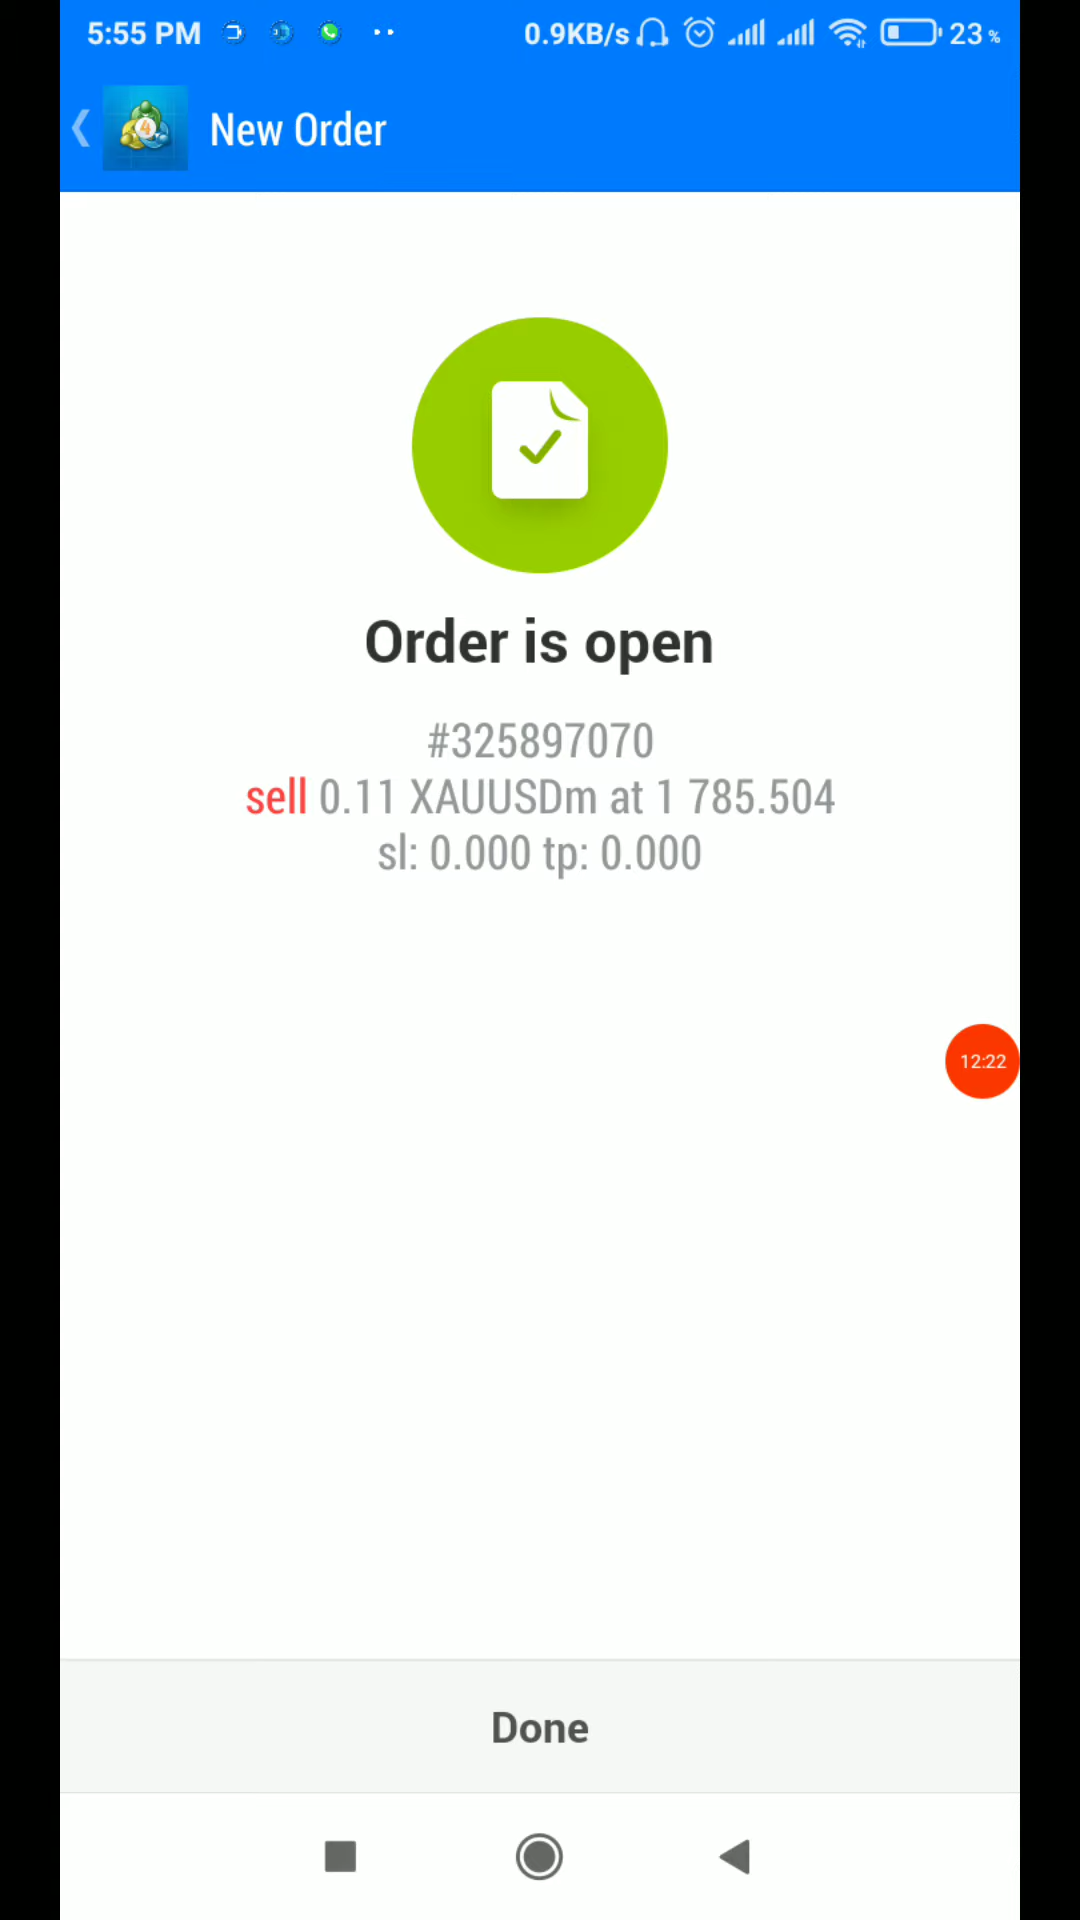 5:55 PM 0.9KB/s 23%
4
New Order
Order is open
#325897070
sell 0.11 XAUUSDm at 1 785.504
sl: 0.000 tp: 0.000
12:22
Done